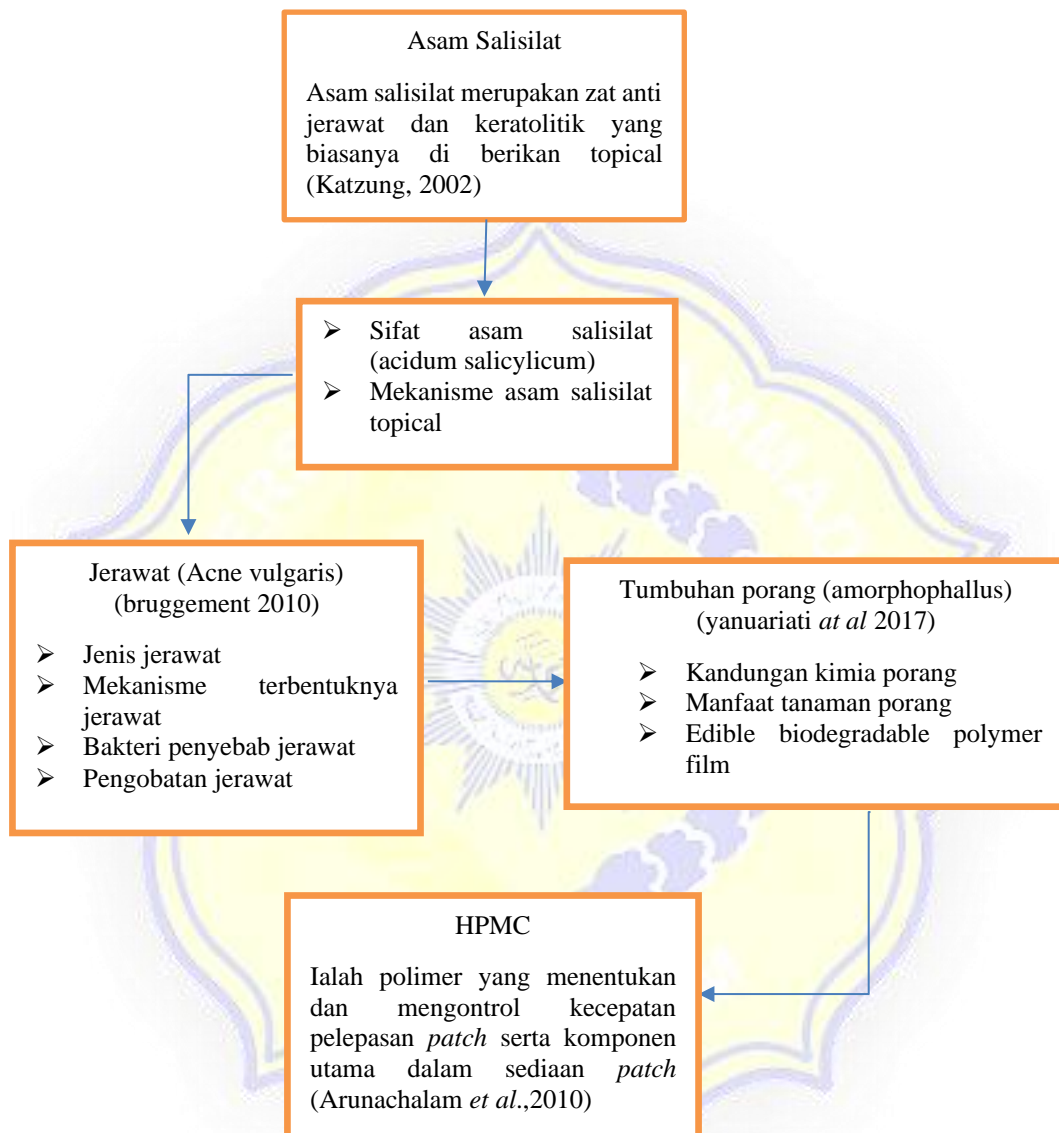 Asam Salisilat
Asam salisilat merupakan zat anti
jerawat dan keratolitik yang
biasanya di berikan topical
(Katzung, 2002)
➢ Sifat asam salisilat
(acidum salicylicum)
➢ Mekanisme asam salisilat
topical
Jerawat (Acne vulgaris)
(bruggement 2010)
➢ Jenis jerawat
➢ Mekanisme terbentuknya
jerawat
➢ Bakteri penyebab jerawat
➢ Pengobatan jerawat
Tumbuhan porang (amorphophallus)
(yanuariati at al 2017)
➢ Kandungan kimia porang
➢ Manfaat tanaman porang
➢ Edible biodegradable polymer
film
HPMC
Ialah polimer yang menentukan
dan mengontrol kecepatan
pelepasan patch serta komponen
utama dalam sediaan patch
(Arunachalam et al.,2010)